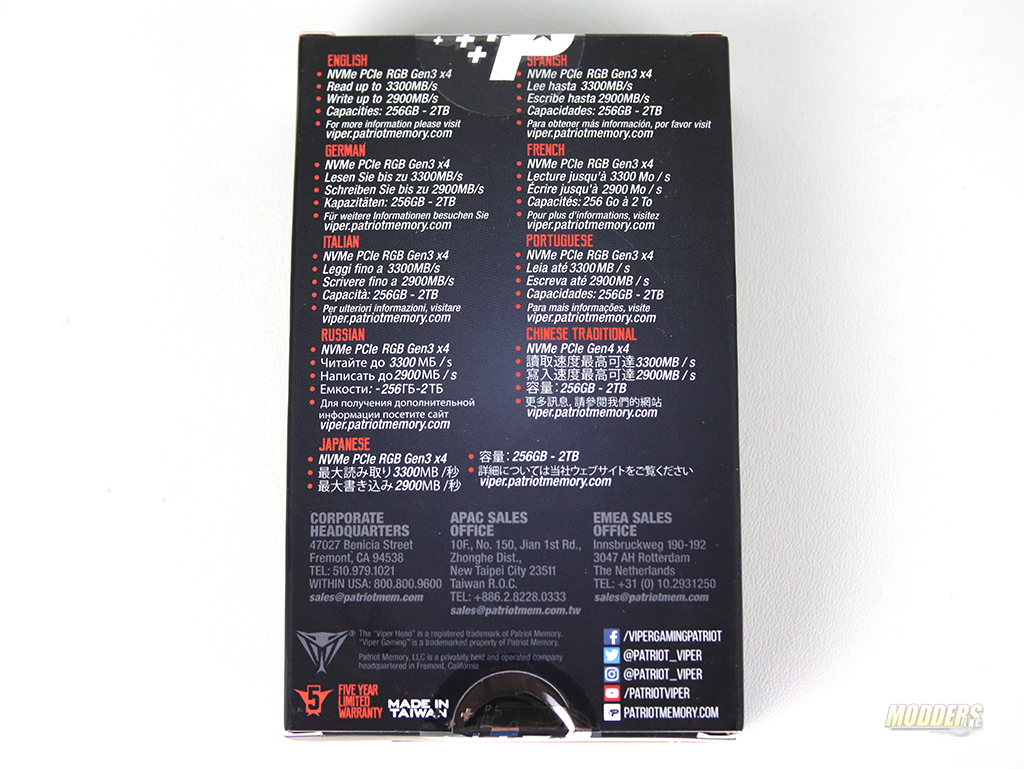 ENGLISH
NVMe PCIe RGB Gen3 x4
Read up to 3300MB/s
Write up to 2900MB/s
Capacities: 256GB - 2TB
For more information please visit
viper.patriotmemory.com
SPANISH
NVMe PCIe RGB Gen3 x4
Lee hasta 3300MB/s
Escribe hasta 2900MB/s
Capacidades: 256GB - 2TB
Para obtener más información, por favor visit
viper.patriotmemory.com
GERMAN
NVMe PCIe RGB Gen3 x4
Lesen Sie bis zu 3300MB/s
Schreiben Sie bis zu 2900MB/s
Kapazitäten: 256GB - 2TB
Für weitere Informationen besuchen Sie
viper.patriotmemory.com
FRENCH
NVMe PCIe RGB Gen3 x4
Lecture jusqu'à 3300 Mo / s
Écrire jusqu'à 2900 Mo / s
Capacités: 256 Go à 2 To
Pour plus d'informations, visitez
viper.patriotmemory.com
ITALIAN
NVMe PCIe RGB Gen3 x4
Leggi fino a 3300MB/s
Scrivere fino a 2900MB/s
Capacità: 256GB - 2TB
Per ulteriori informazioni, visitare
viper.patriotmemory.com
PORTUGUESE
NVMe PCIe RGB Gen3 x4
Leia até 3300MB / s
Escreva até 2900MB / s
Capacidades: 256GB - 2TB
Para mais informações, visite
viper.patriotmemory.com
RUSSIAN
NVMe PCIe RGB Gen3 x4
Читайте до 3300 МБ / s
Написать до 2900МБ / s
Емкости: -256ГБ-2ТБ
Для получения дополнительной
информации посетите сайт
viper.patriotmemory.com
CHINESE TRADITIONAL
NVMe PCIe Gen4 x4
讀取速度最高可達3300MB / s
寫入速度最高可達2900MB / s
容量：256GB - 2TB
更多訊息, 請參閱我們的網站
viper.patriotmemory.com
JAPANESE
NVMe PCIe RGB Gen3 x4
最大読み取り3300MB /秒
最大書き込み2900MB /秒
容量：256GB - 2TB
詳細については当社ウェブサイトをご覧ください
viper.patriotmemory.com
CORPORATE
HEADQUARTERS
47027 Benicia Street
Fremont, CA 94538
TEL: 510.979.1021
WITHIN USA: 800.800.9600
sales@patriotmem.com
APAC SALES
OFFICE
10F., No. 150, Jian 1st Rd.,
Zhonghe Dist.,
New Taipei City 23511
Taiwan R.O.C.
TEL: +886.2.8228.0333
sales@patriotmem.com.tw
EMEA SALES
OFFICE
Innsbruckweg 190-192
3047 AH Rotterdam
The Netherlands
TEL: +31 (0) 10.2931250
sales@patriotmem.com
® The "Viper Head" is a registered trademark of Patriot Memory.
"Viper Gaming" is a trademarked property of Patriot Memory.
Patriot Memory, LLC is a privately held and operated company
headquartered in Fremont, California
5
FIVE YEAR
LIMITED
WARRANTY
MADE IN
TAIWAN
/VIPERGAMINGPATRIOT
@PATRIOT_VIPER
@PATRIOT_VIPER
/PATRIOTVIPER
PATRIOTMEMORY.COM
MODDERS INC.